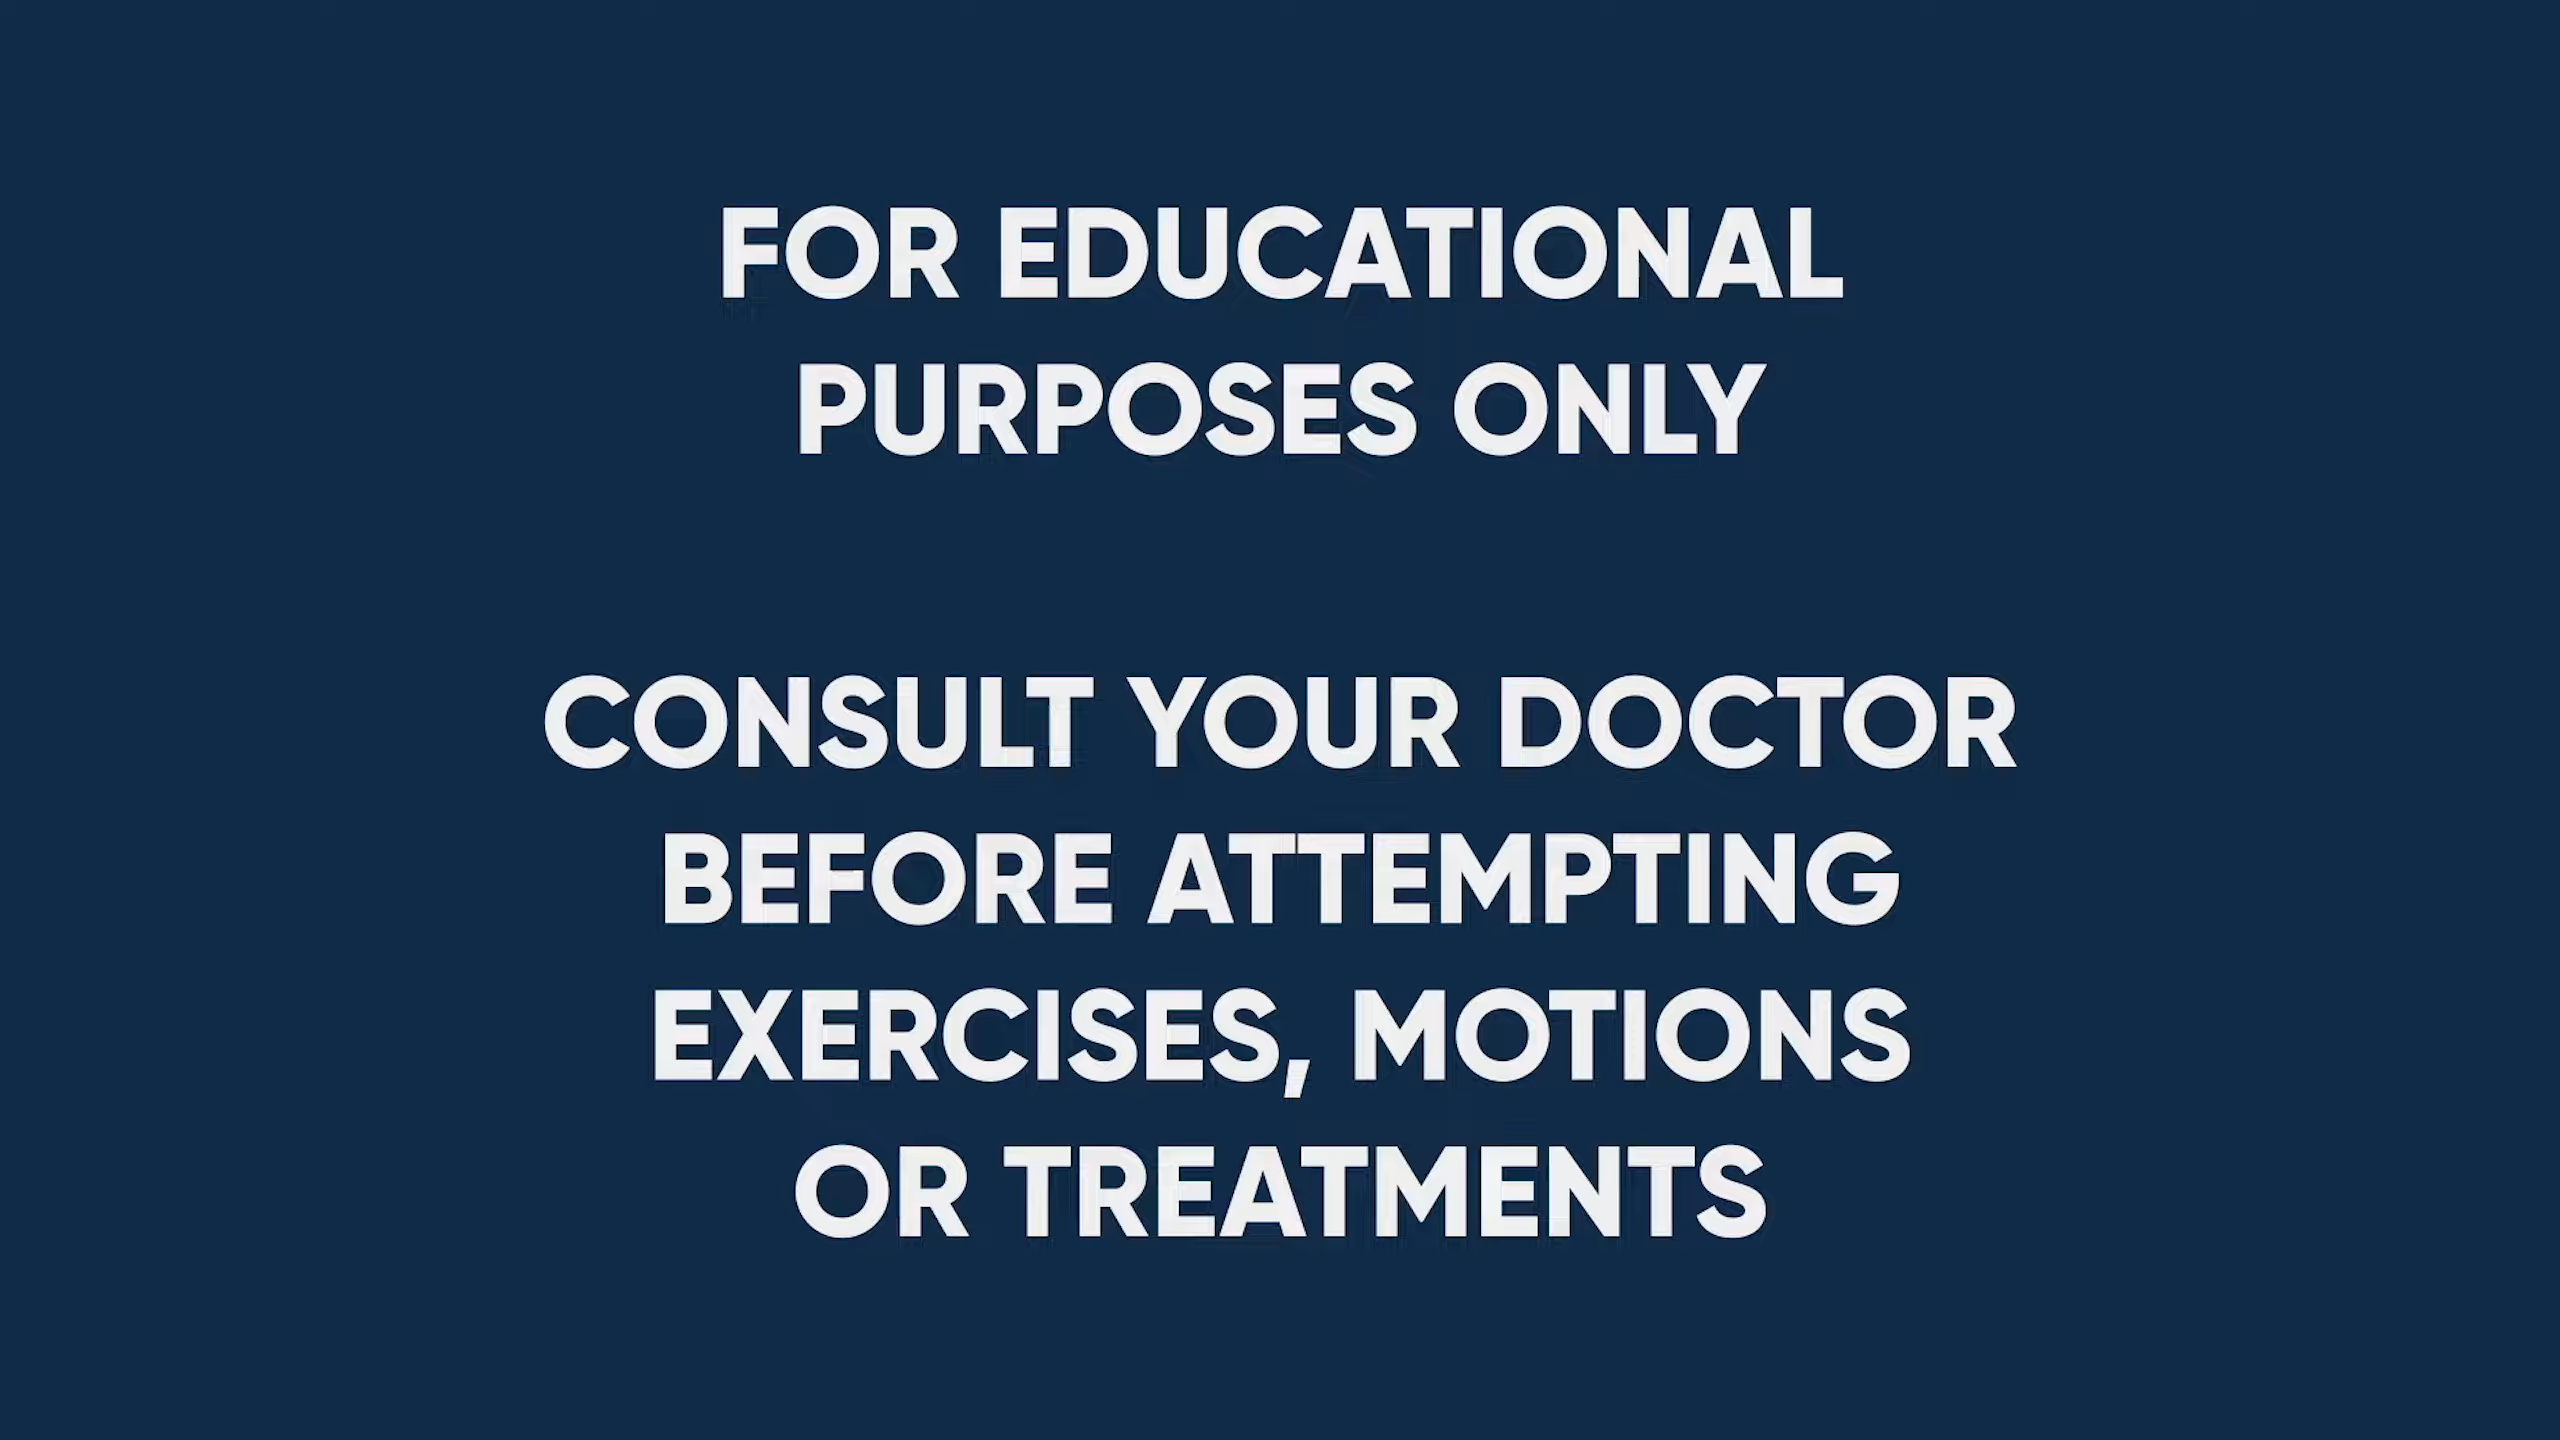 FOR EDUCATIONAL
PURPOSES ONLY
CONSULT YOUR DOCTOR
BEFORE ATTEMPTING
EXERCISES, MOTIONS
OR TREATMENTS